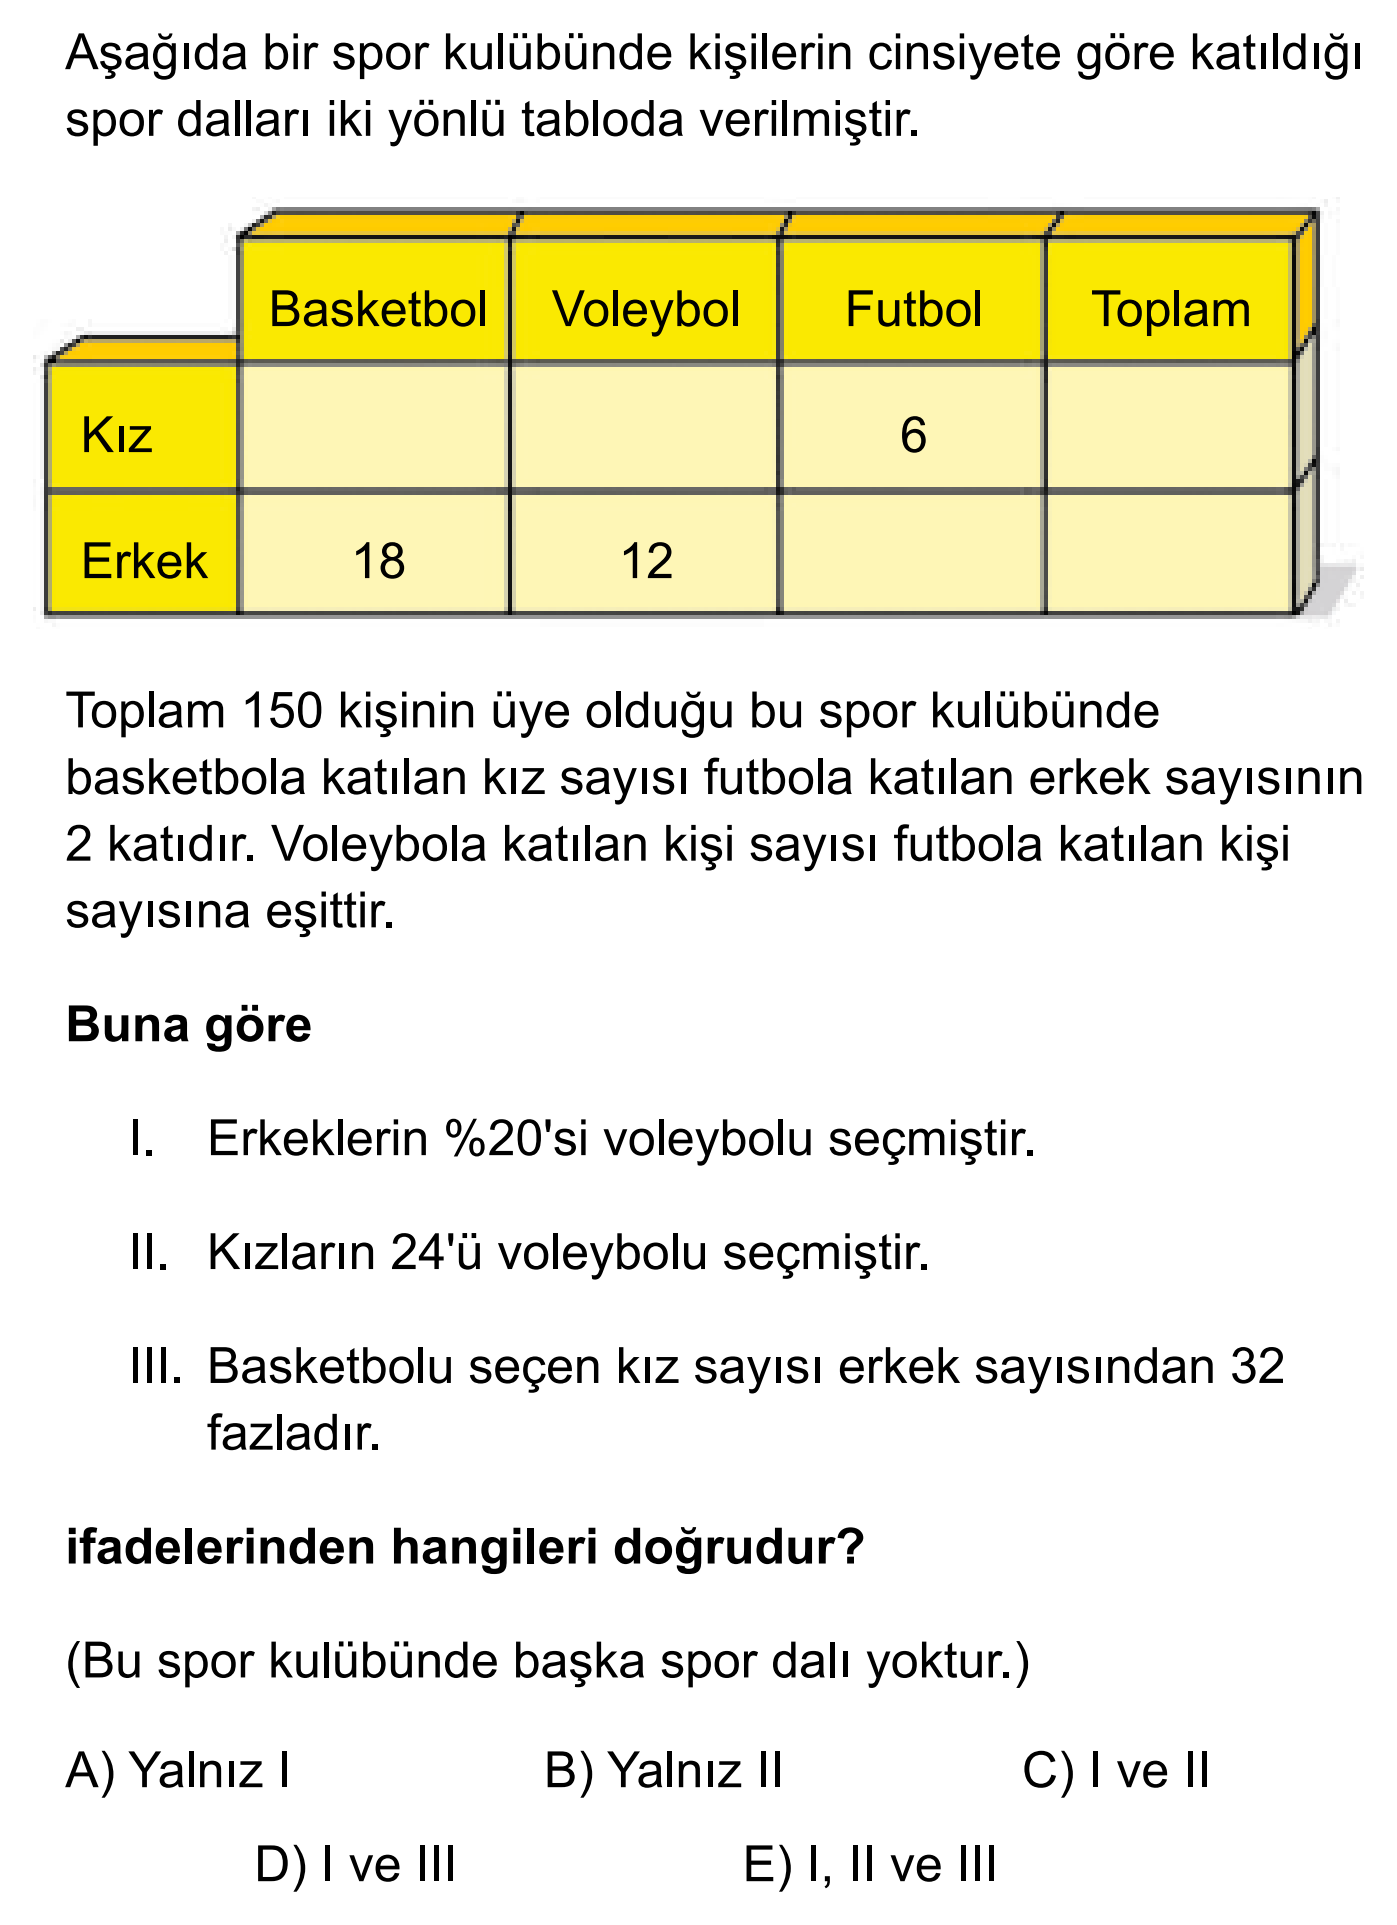 Aşağıda bir spor kulübünde kişilerin cinsiyete göre katıldığı
spor dalları iki yönlü tabloda verilmiştir.
Basketbol Voleybol Futbol Toplam
Kız 6
Erkek 18 12
Toplam 150 kişinin üye olduğu bu spor kulübünde
basketbola katılan kız sayısı futbola katılan erkek sayısının
2 katıdır. Voleybola katılan kişi sayısı futbola katılan kişi
sayısına eşittir.
Buna göre
I. Erkeklerin %20'si voleybolu seçmiştir.
II. Kızların 24'ü voleybolu seçmiştir.
III. Basketbolu seçen kız sayısı erkek sayısından 32
fazladır.
ifadelerinden hangileri doğrudur?
(Bu spor kulübünde başka spor dalı yoktur.)
A) Yalnız I B) Yalnız II C) I ve II
D) I ve III E) I, II ve III